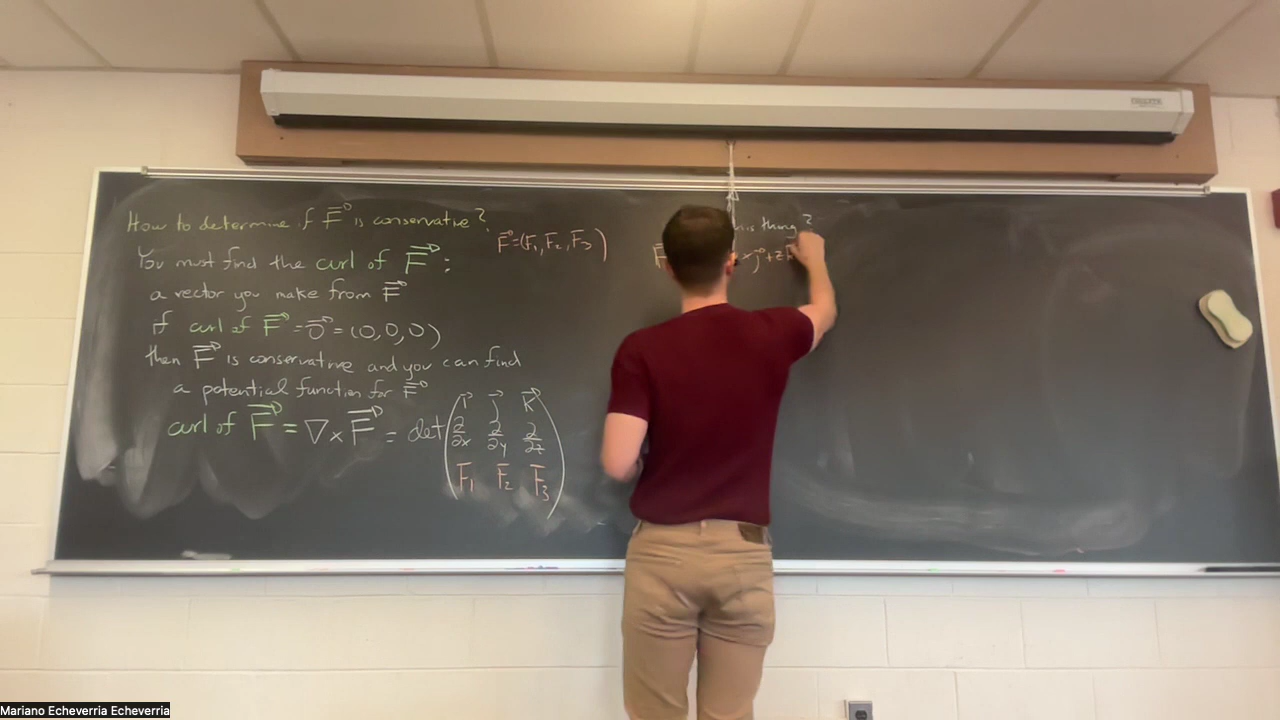 How to determine if F⃗ is conservative?
F⃗=(F₁,F₂,F₃)
You must find the curl of F⃗:
a vector you make from F⃗
if curl of F⃗=0⃗=(0,0,0)
then F⃗ is conservative and you can find
a potential function for F⃗
curl of F⃗ = ∇×F⃗ = det
i⃗ j⃗ k⃗
∂/∂x ∂/∂y ∂/∂z
F₁ F₂ F₃
thing?
F
xj⃗+z
Mariano Echeverria Echeverria